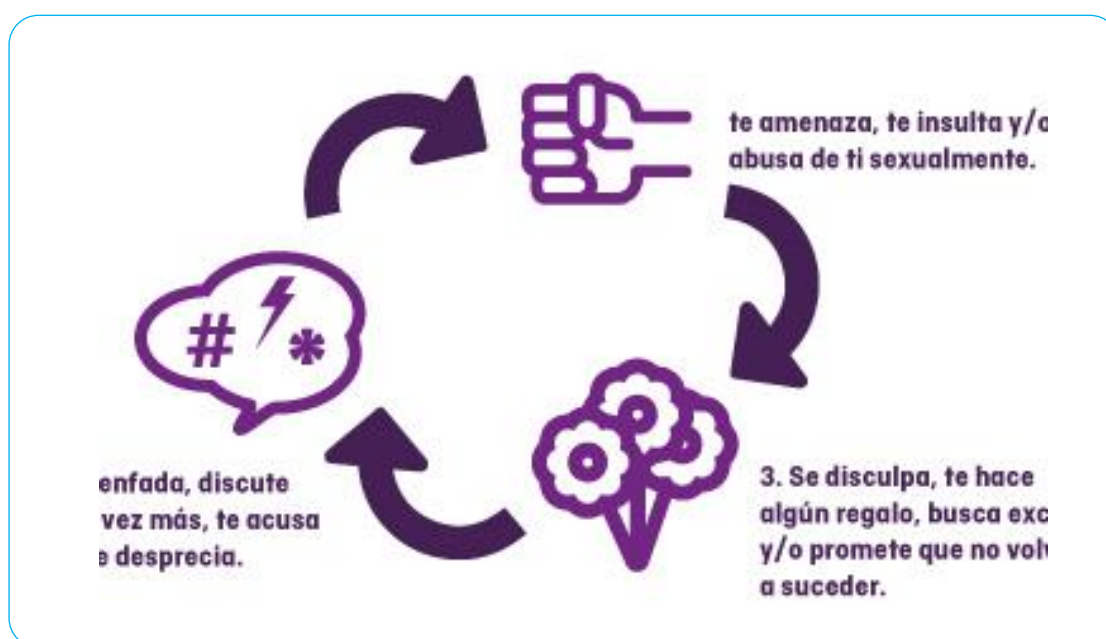 te amenaza, te insulta y/o
abusa de ti sexualmente.
# *
enfada, discute
vez más, te acusa
e desprecia.
3. Se disculpa, te hace
algún regalo, busca exc
y/o promete que no volv
a suceder.